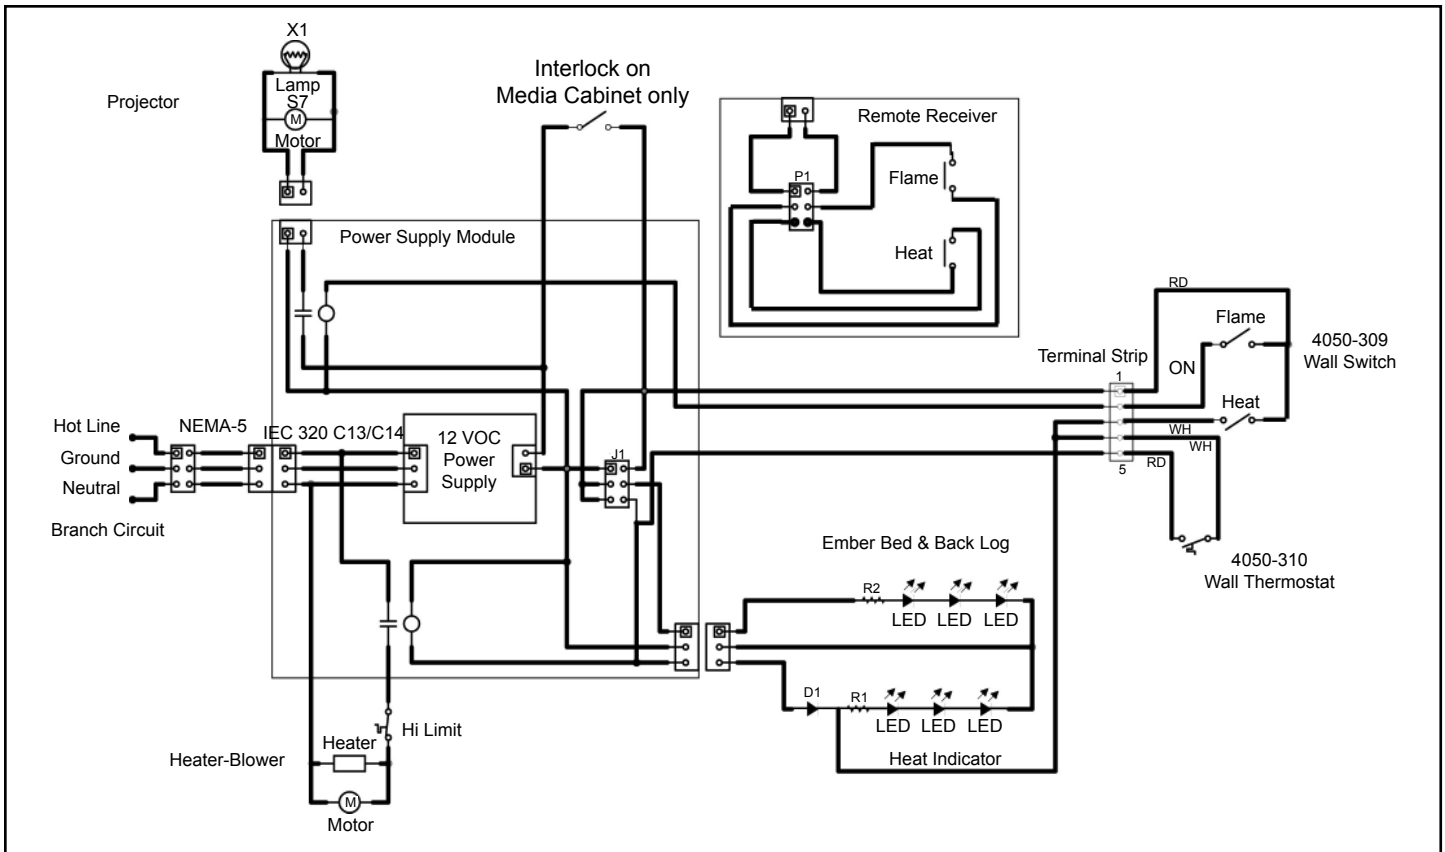 X1
Lamp
S7
M
Motor
Projector
Interlock on
Media Cabinet only
Remote Receiver
P1
Flame
Heat
Power Supply Module
RD
Flame
4050-309
Wall Switch
Terminal Strip
1
ON
Heat
WH
WH
RD
5
Hot Line
NEMA-5
IEC 320 C13/C14
Ground
Neutral
Branch Circuit
12 VOC
Power
Supply
J1
4050-310
Wall Thermostat
Ember Bed & Back Log
R2
LED LED LED
D1
R1
LED LED LED
Heat Indicator
Hi Limit
Heater
Heater-Blower
M
Motor